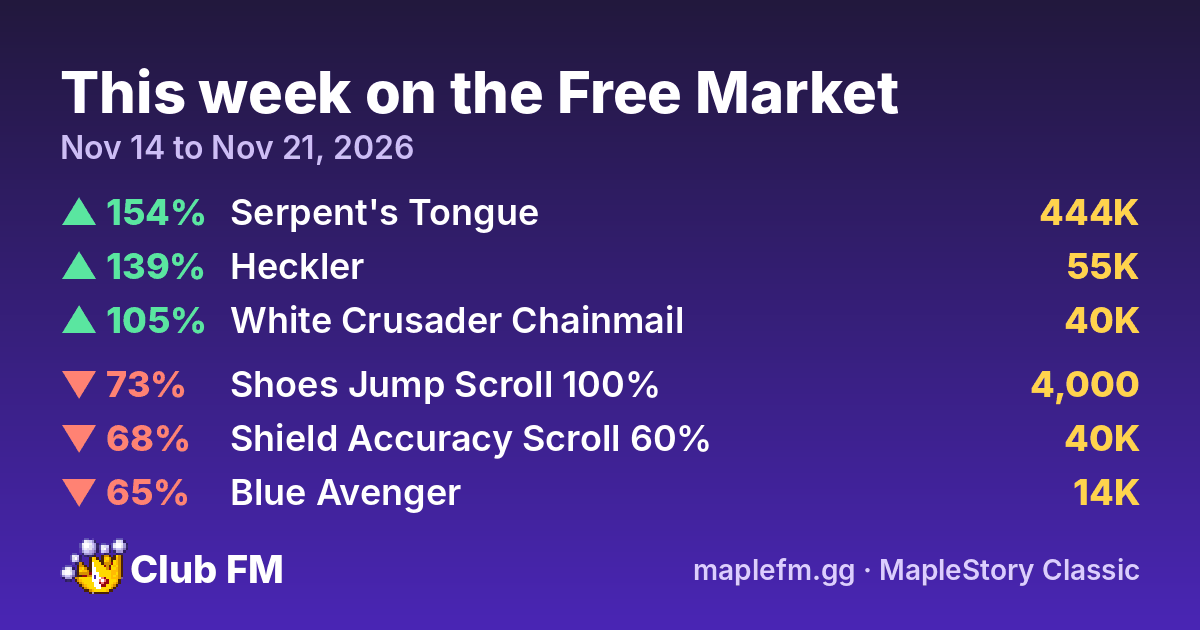 This week on the Free Market
Nov 14 to Nov 21, 2026
▲ 154% Serpent's Tongue 444K
▲ 139% Heckler 55K
▲ 105% White Crusader Chainmail 40K
▼ 73% Shoes Jump Scroll 100% 4,000
▼ 68% Shield Accuracy Scroll 60% 40K
▼ 65% Blue Avenger 14K
Club FM
maplefm.gg · MapleStory Classic